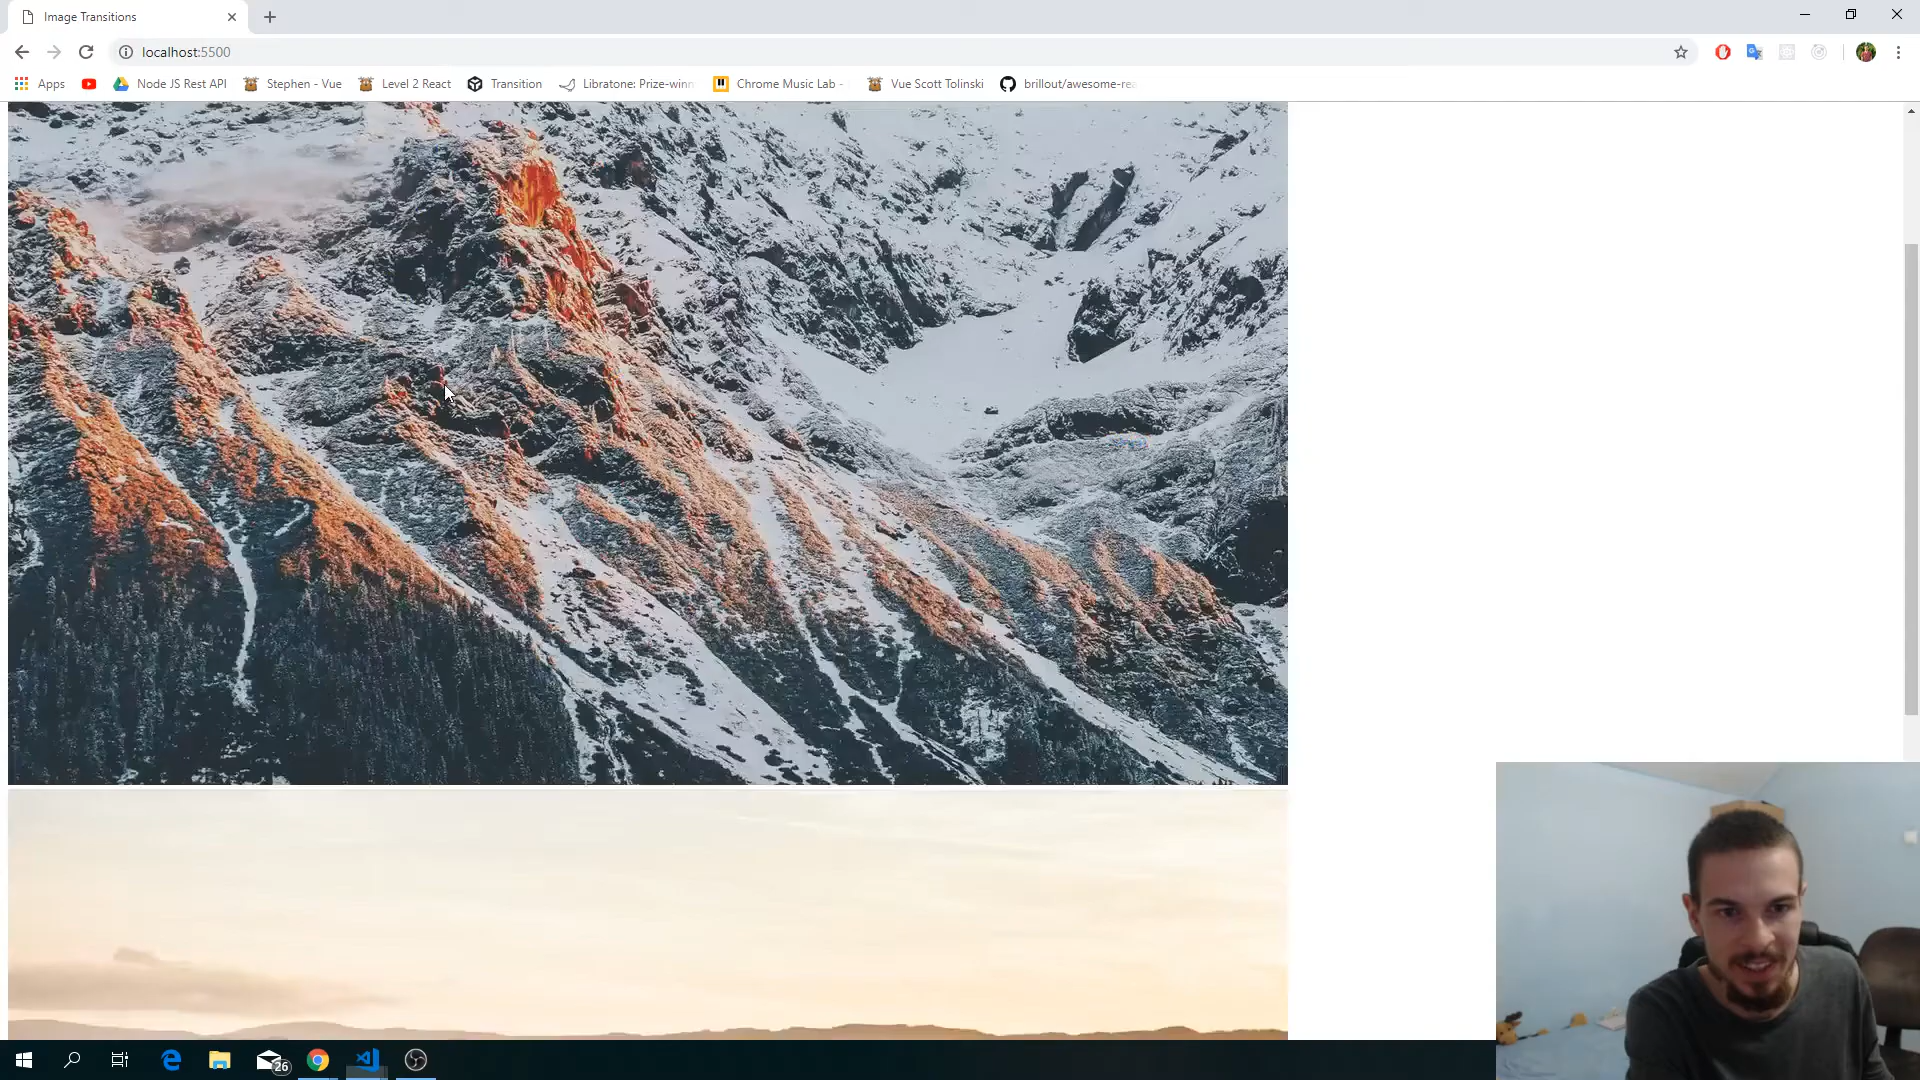 Image Transitions
localhost:5500
Apps
Node JS Rest API
Stephen - Vue
Level 2 React
Transition
Libratone: Prize-winn
Chrome Music Lab -
Vue Scott Tolinski
brillout/awesome-rea
26